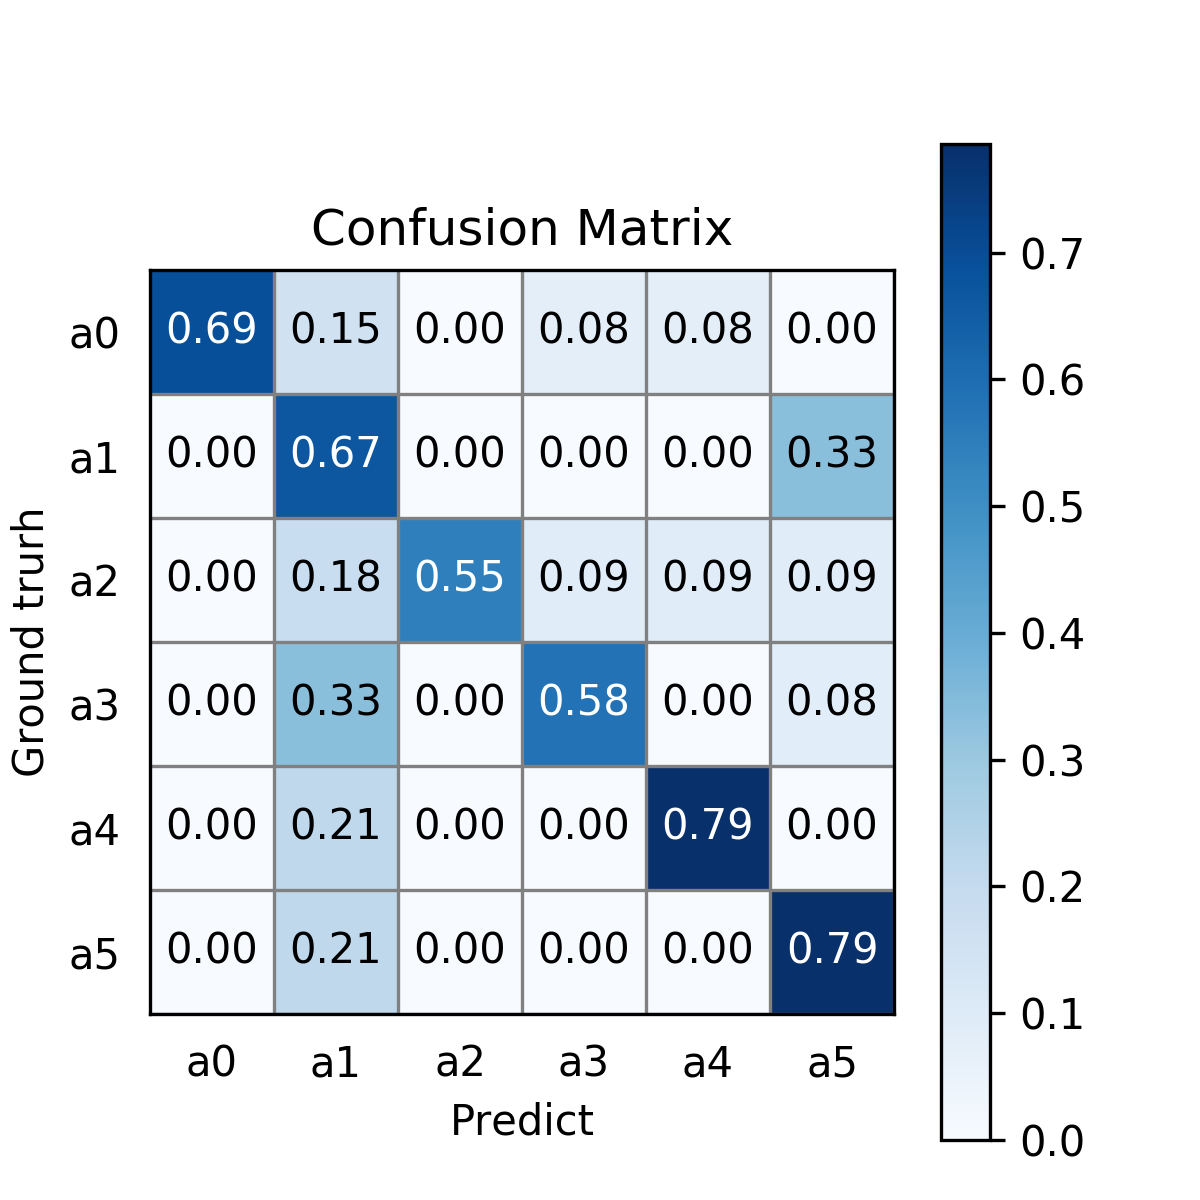 Confusion Matrix
a0 0.69 0.15 0.00 0.08 0.08 0.00
a1 0.00 0.67 0.00 0.00 0.00 0.33
a2 0.00 0.18 0.55 0.09 0.09 0.09
a3 0.00 0.33 0.00 0.58 0.00 0.08
a4 0.00 0.21 0.00 0.00 0.79 0.00
a5 0.00 0.21 0.00 0.00 0.00 0.79
a0 a1 a2 a3 a4 a5
Predict
Ground trurh
0.7
0.6
0.5
0.4
0.3
0.2
0.1
0.0